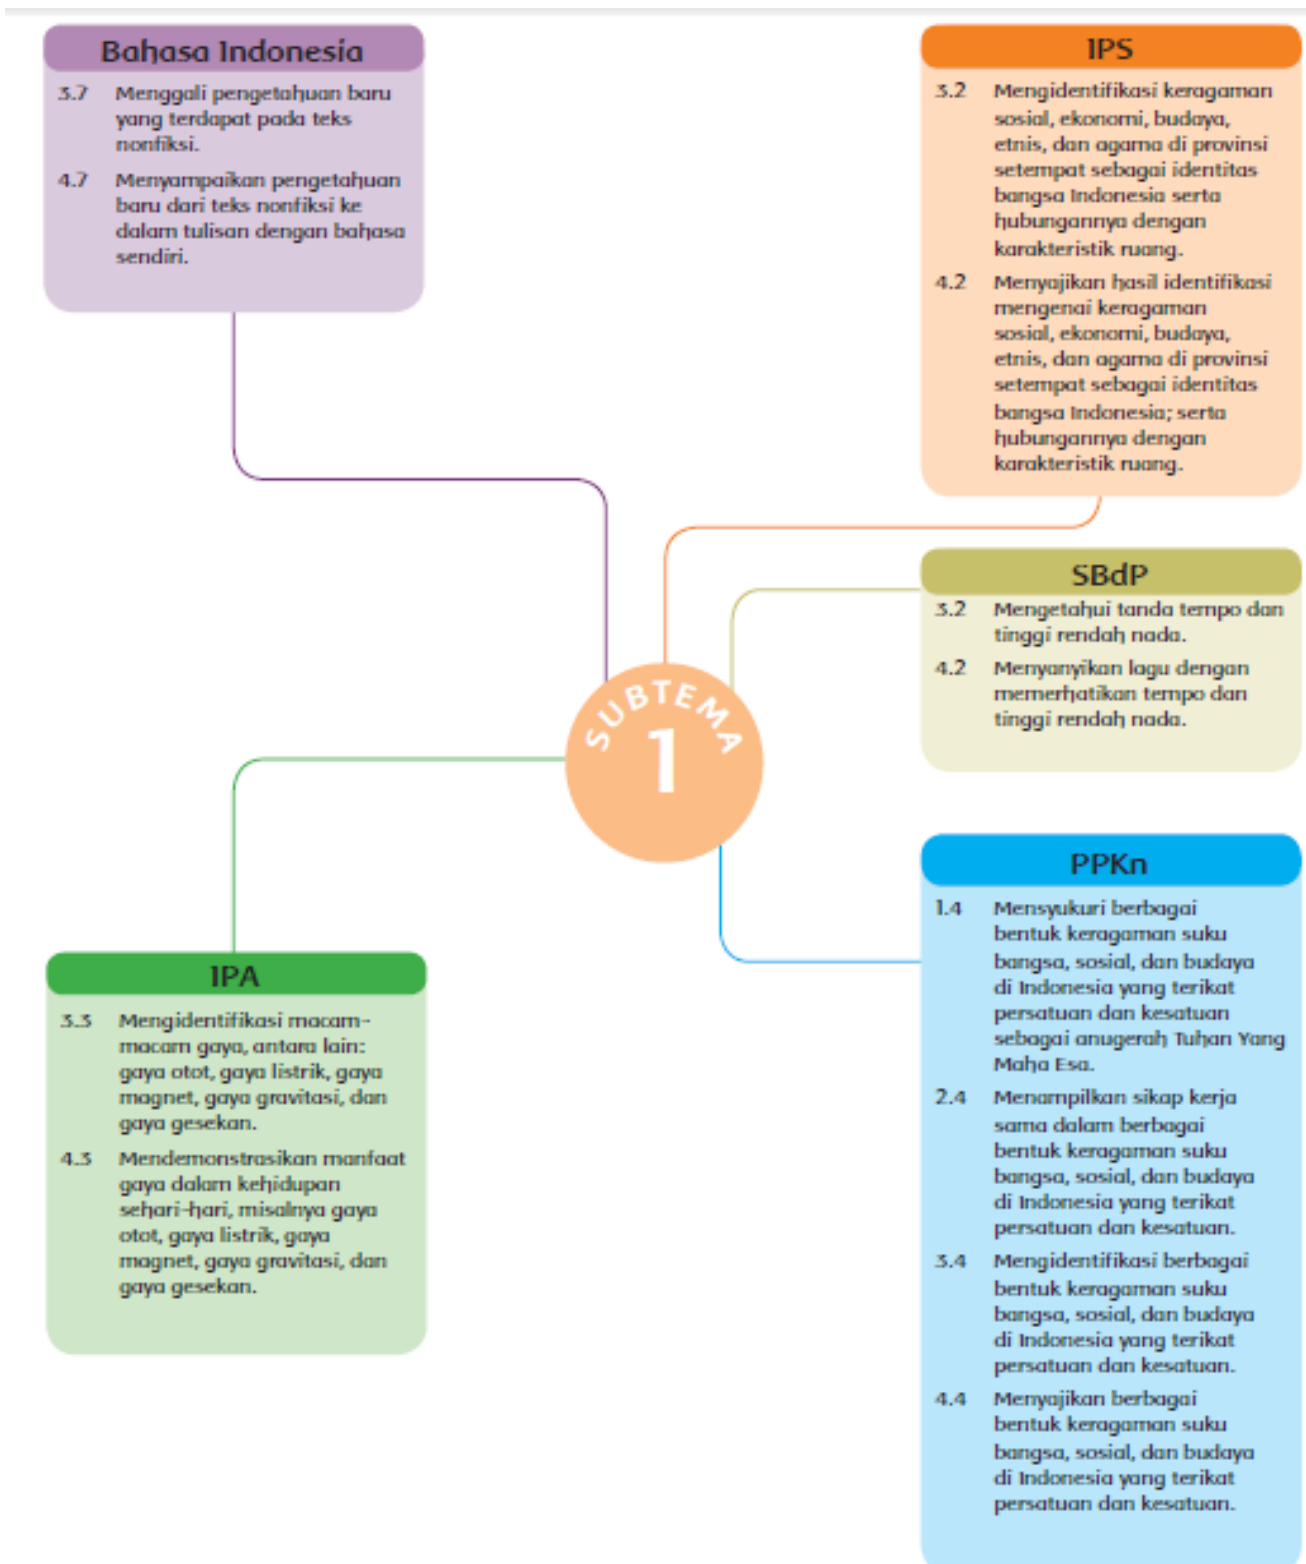 Bahasa Indonesia
3.7 Menggali pengetahuan baru
yang terdapat pada teks
nonfiksi.
4.7 Menyampaikan pengetahuan
baru dari teks nonfiksi ke
dalam tulisan dengan bahasa
sendiri.
IPS
3.2 Mengidentifikasi keragaman
sosial, ekonomi, budaya,
etnis, dan agama di provinsi
setempat sebagai identitas
bangsa Indonesia serta
hubungannya dengan
karakteristik ruang.
4.2 Menyajikan hasil identifikasi
mengenai keragaman
sosial, ekonomi, budaya,
etnis, dan agama di provinsi
setempat sebagai identitas
bangsa Indonesia; serta
hubungannya dengan
karakteristik ruang.
SBdP
3.2 Mengetahui tanda tempo dan
tinggi rendah nada.
4.2 Menyanyikan lagu dengan
memerhatikan tempo dan
tinggi rendah nada.
SUBTEMA
1
PPKn
1.4 Mensyukuri berbagai
bentuk keragaman suku
bangsa, sosial, dan budaya
di Indonesia yang terikat
persatuan dan kesatuan
sebagai anugerah Tuhan Yang
Maha Esa.
2.4 Menampilkan sikap kerja
sama dalam berbagai
bentuk keragaman suku
bangsa, sosial, dan budaya
di Indonesia yang terikat
persatuan dan kesatuan.
3.4 Mengidentifikasi berbagai
bentuk keragaman suku
bangsa, sosial, dan budaya
di Indonesia yang terikat
persatuan dan kesatuan.
4.4 Menyajikan berbagai
bentuk keragaman suku
bangsa, sosial, dan budaya
di Indonesia yang terikat
persatuan dan kesatuan.
IPA
3.3 Mengidentifikasi macam-
macam gaya, antara lain:
gaya otot, gaya listrik, gaya
magnet, gaya gravitasi, dan
gaya gesekan.
4.3 Mendemonstrasikan manfaat
gaya dalam kehidupan
sehari-hari, misalnya gaya
otot, gaya listrik, gaya
magnet, gaya gravitasi, dan
gaya gesekan.